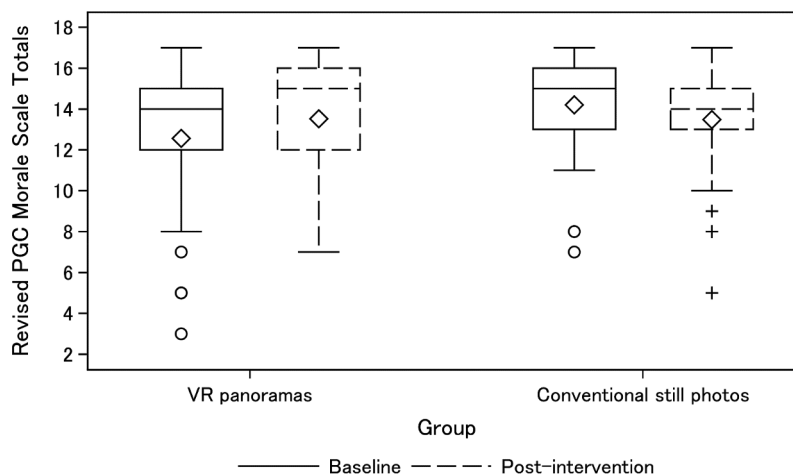 Revised PGC Morale Scale Totals
18
16
14
12
10
8
6
4
2
VR panoramas
Conventional still photos
Group
Baseline
Post-intervention